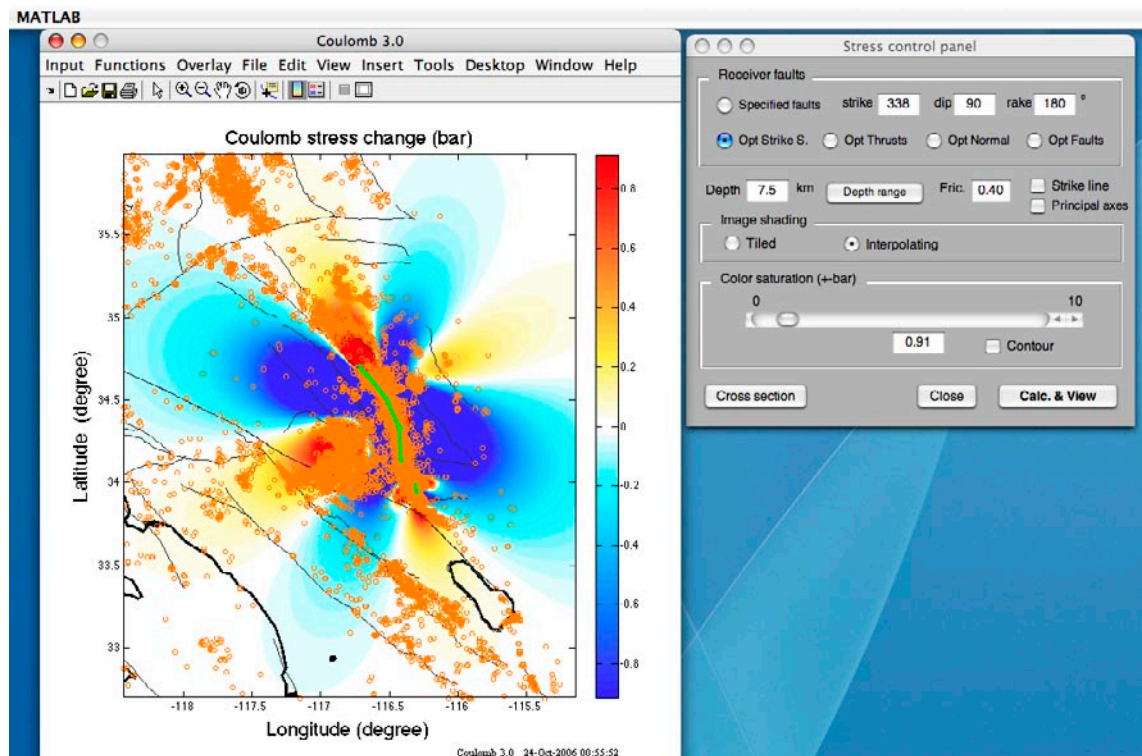 MATLAB
Coulomb 3.0
Input Functions Overlay File Edit View Insert Tools Desktop Window Help
Coulomb stress change (bar)
35.5
35
34.5
34
33.5
33
Latitude (degree)
-118
-117.5
-117
-116.5
-116
-115.5
Longitude (degree)
0.8
0.6
0.4
0.2
0
-0.2
-0.4
-0.6
-0.8
Coulomb 3.0 24-Oct-2006 00:55:52
Stress control panel
Receiver faults
Specified faults strike 338 dip 90 rake 180 °
Opt Strike S. Opt Thrusts Opt Normal Opt Faults
Depth 7.5 km Depth range Fric. 0.40 Strike line
Principal axes
Image shading
Tiled Interpolating
Color saturation (+-bar)
0 10
0.91 Contour
Cross section Close Calc. & View